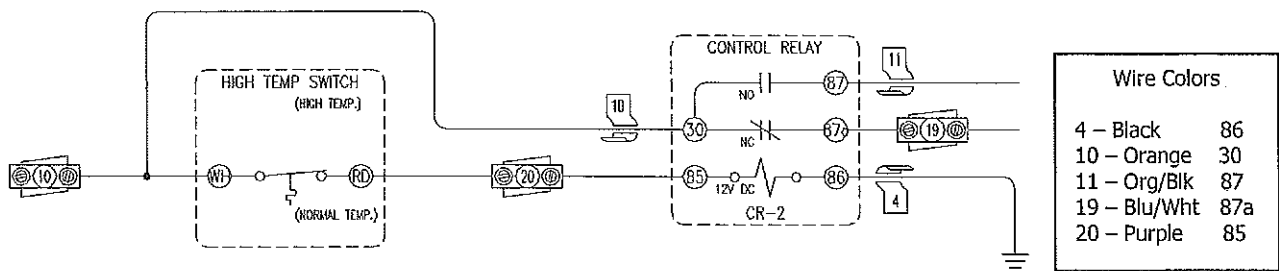 CONTROL RELAY
11
HIGH TEMP SWITCH
(HIGH TEMP.)
NO
87
10
30
NC
87a
19
10
WH
RD
20
85
12V DC
86
(NORMAL TEMP.)
CR-2
4
Wire Colors
4 – Black 86
10 – Orange 30
11 – Org/Blk 87
19 – Blu/Wht 87a
20 – Purple 85